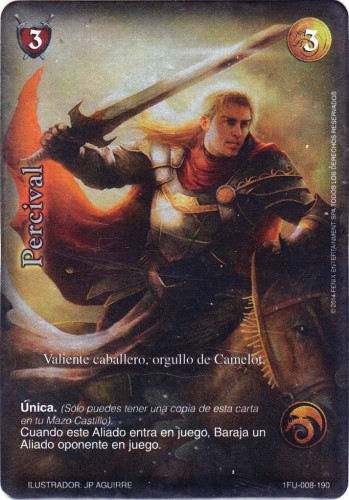 3
3
Percival
© 2014 FENIX ENTERTAINMENT SPA. TODOS LOS DERECHOS RESERVADOS
Valiente caballero, orgullo de Camelot.
Única. (Sólo puedes tener una copia de esta carta
en tu Mazo Castillo).
Cuando este Aliado entra en juego, Baraja un
Aliado oponente en juego.
ILUSTRADOR: JP AGUIRRE
1FU-008-190